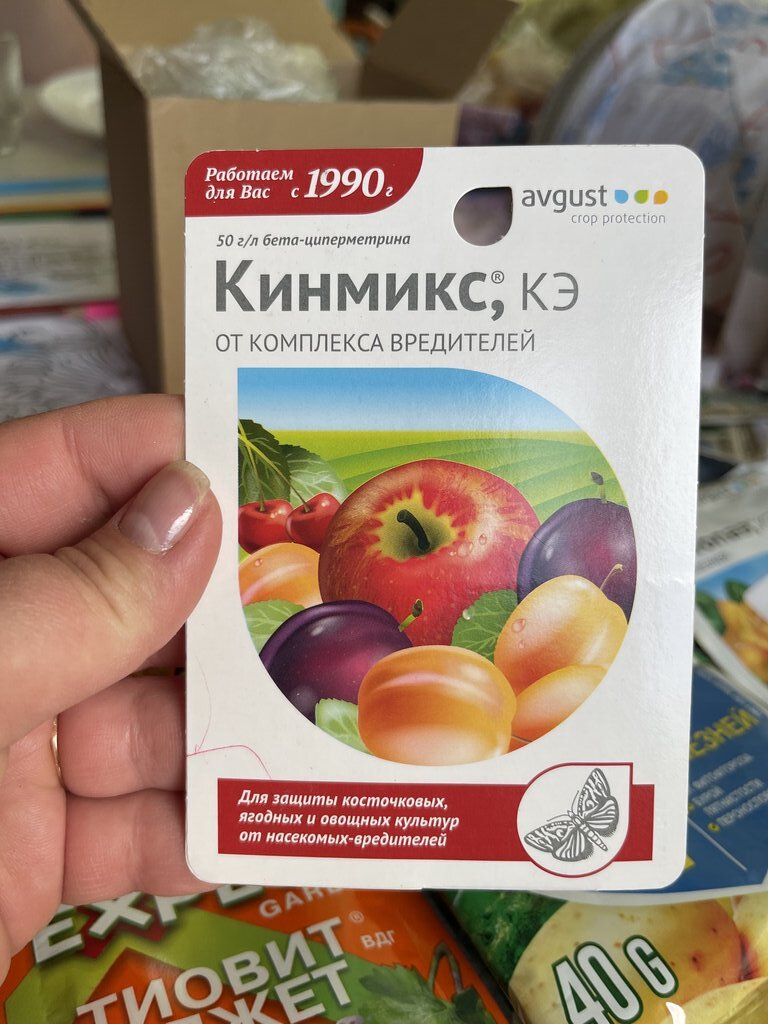 Работаем
для Вас с 1990 г
avgust
crop protection
50 г/л бета-циперметрина
Кинмикс®, КЭ
ОТ КОМПЛЕКСА ВРЕДИТЕЛЕЙ
Для защиты косточковых,
ягодных и овощных культур
от насекомых-вредителей
GARD
ТИОВИТ® ВДГ
ДЖЕТ
40 G